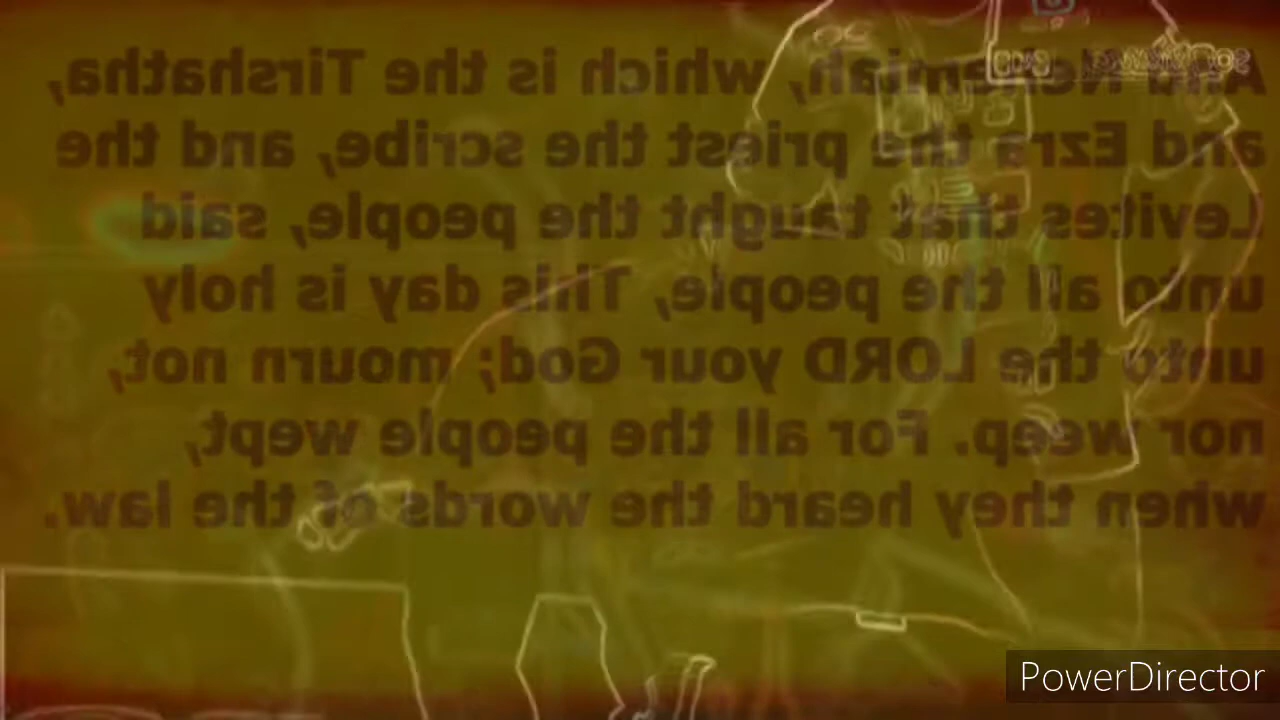 And Nehemiah, which is the Tirshatha,
and Ezra the priest the scribe, and the
Levites that taught the people, said
unto all the people, This day is holy
unto the LORD your God; mourn not,
nor weep. For all the people wept,
when they heard the words of the law.
PowerDirector